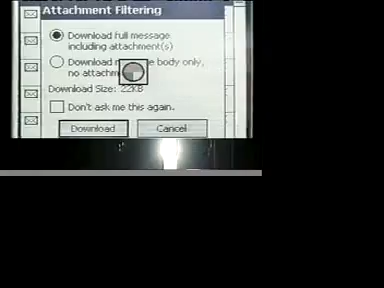 Attachment Filtering
Download full message
including attachment(s)
Download body only,
no attachm
Download Size: 22KB
Don't ask me this again.
Download
Cancel